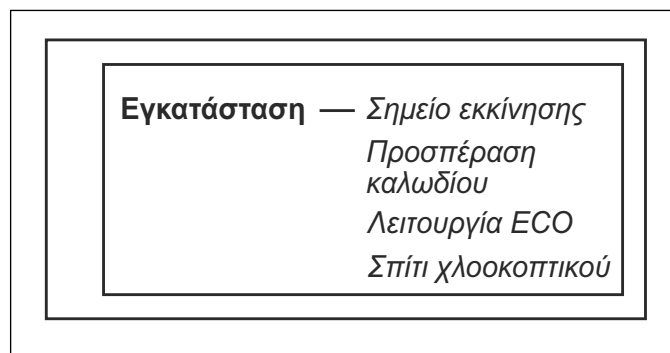 Εγκατάσταση — Σημείο εκκίνησης
Προσπέραση
καλωδίου
Λειτουργία ECO
Σπίτι χλοοκοπτικού